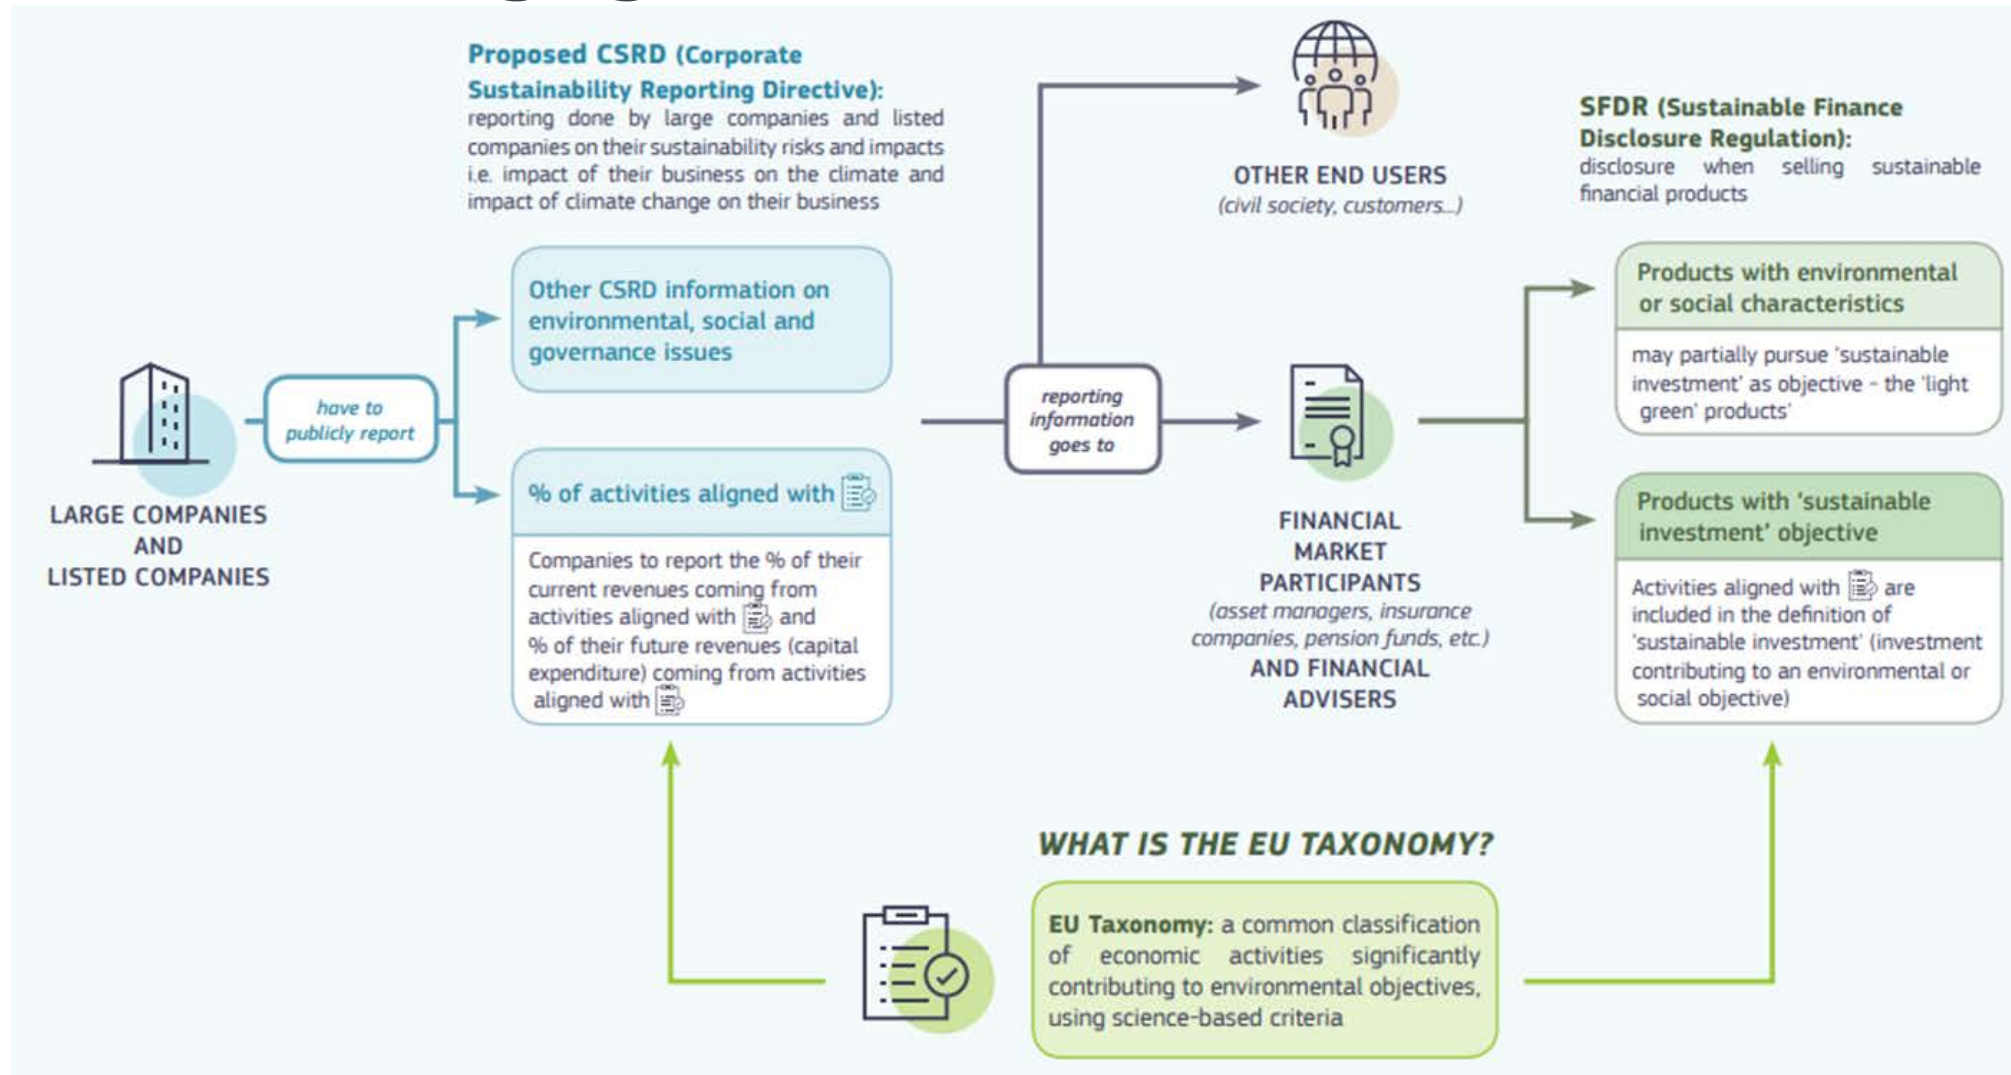 Proposed CSRD (Corporate
Sustainability Reporting Directive):
reporting done by large companies and listed
companies on their sustainability risks and impacts
i.e. impact of their business on the climate and
impact of climate change on their business
OTHER END USERS
(civil society, customers...)
SFDR (Sustainable Finance
Disclosure Regulation):
disclosure when selling sustainable
financial products
LARGE COMPANIES
AND
LISTED COMPANIES
have to
publicly report
Other CSRD information on
environmental, social and
governance issues
% of activities aligned with
Companies to report the % of their
current revenues coming from
activities aligned with and
% of their future revenues (capital
expenditure) coming from activities
aligned with
reporting
information
goes to
FINANCIAL
MARKET
PARTICIPANTS
(asset managers, insurance
companies, pension funds, etc.)
AND FINANCIAL
ADVISERS
Products with environmental
or social characteristics
may partially pursue 'sustainable
investment' as objective - the 'light
green' products'
Products with 'sustainable
investment' objective
Activities aligned with are
included in the definition of
'sustainable investment' (investment
contributing to an environmental or
social objective)
WHAT IS THE EU TAXONOMY?
EU Taxonomy: a common classification
of economic activities significantly
contributing to environmental objectives,
using science-based criteria